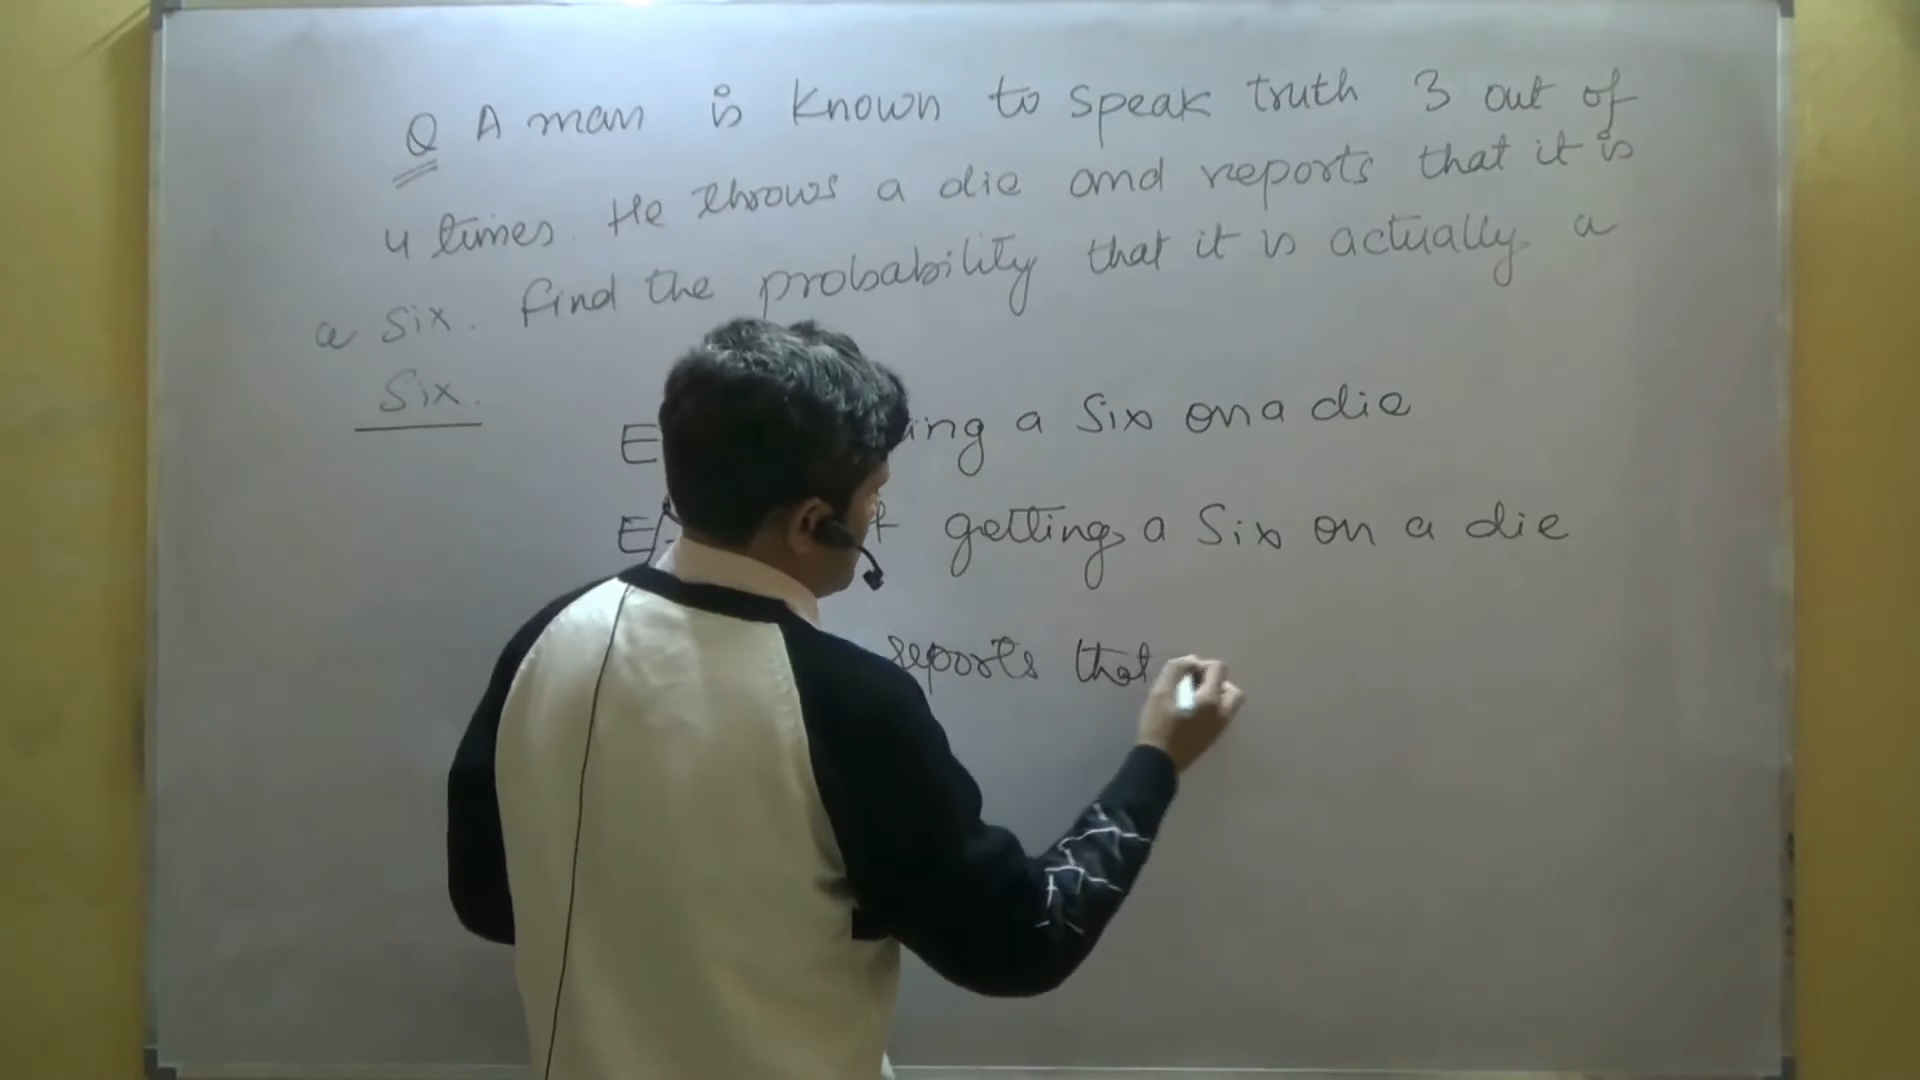 Q A man is known to speak truth 3 out of
4 times. He throws a die and reports that it is
a six. Find the probability that it is actually a
Six.
a Six on a die
getting a Six on a die
reports that